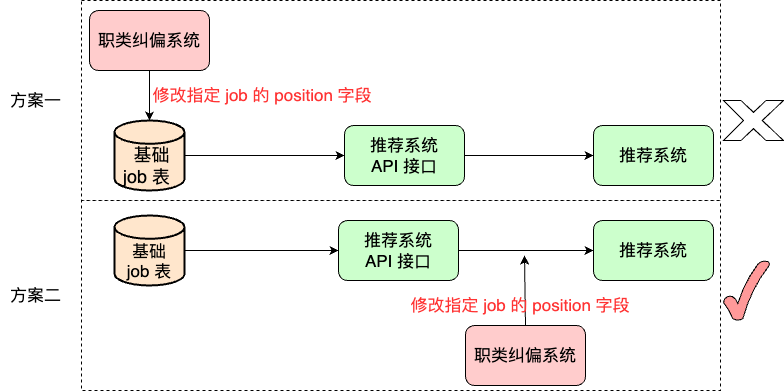 职类纠偏系统
方案一
修改指定 job 的 position 字段
基础
job 表
推荐系统
API 接口
推荐系统
基础
job 表
推荐系统
API 接口
推荐系统
方案二
修改指定 job 的 position 字段
职类纠偏系统